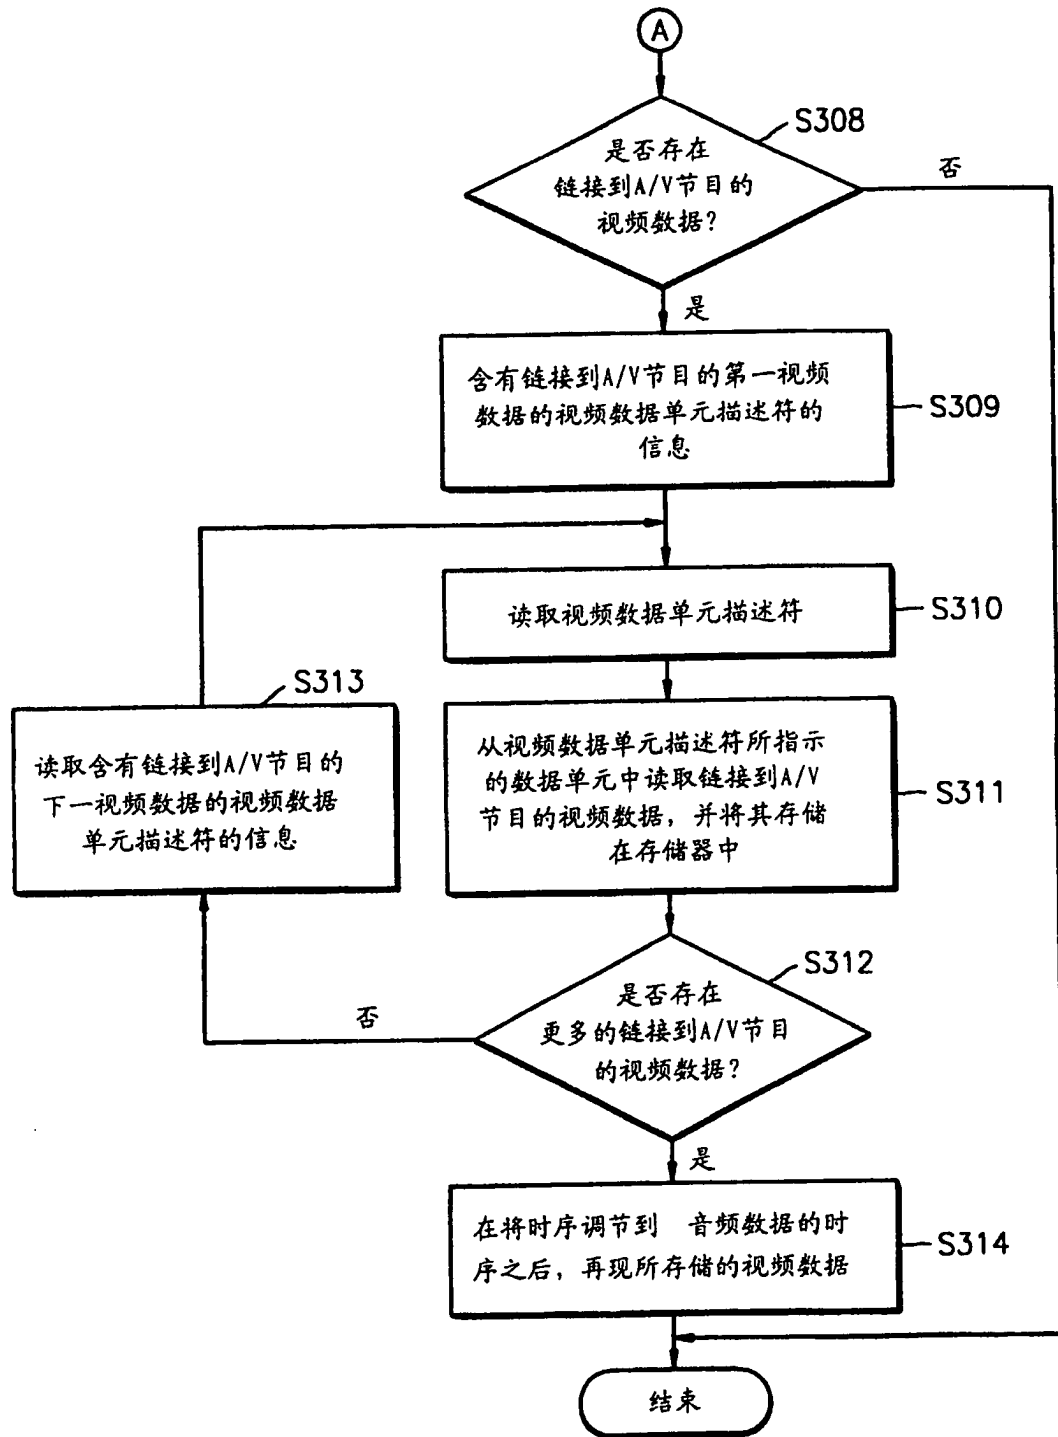 A
S308
是否存在
链接到A/V节目的
视频数据?
否
是
含有链接到A/V节目的第一视频
数据的视频数据单元描述符的
信息
S309
读取视频数据单元描述符
S310
S313
读取含有链接到A/V节目的
下一视频数据的视频数据
单元描述符的信息
从视频数据单元描述符所指示
的数据单元中读取链接到A/V
节目的视频数据，并将其存储
在存储器中
S311
S312
是否存在
更多的链接到A/V节目
的视频数据?
否
是
在将时序调节到 音频数据的时
序之后，再现所存储的视频数据
S314
结束